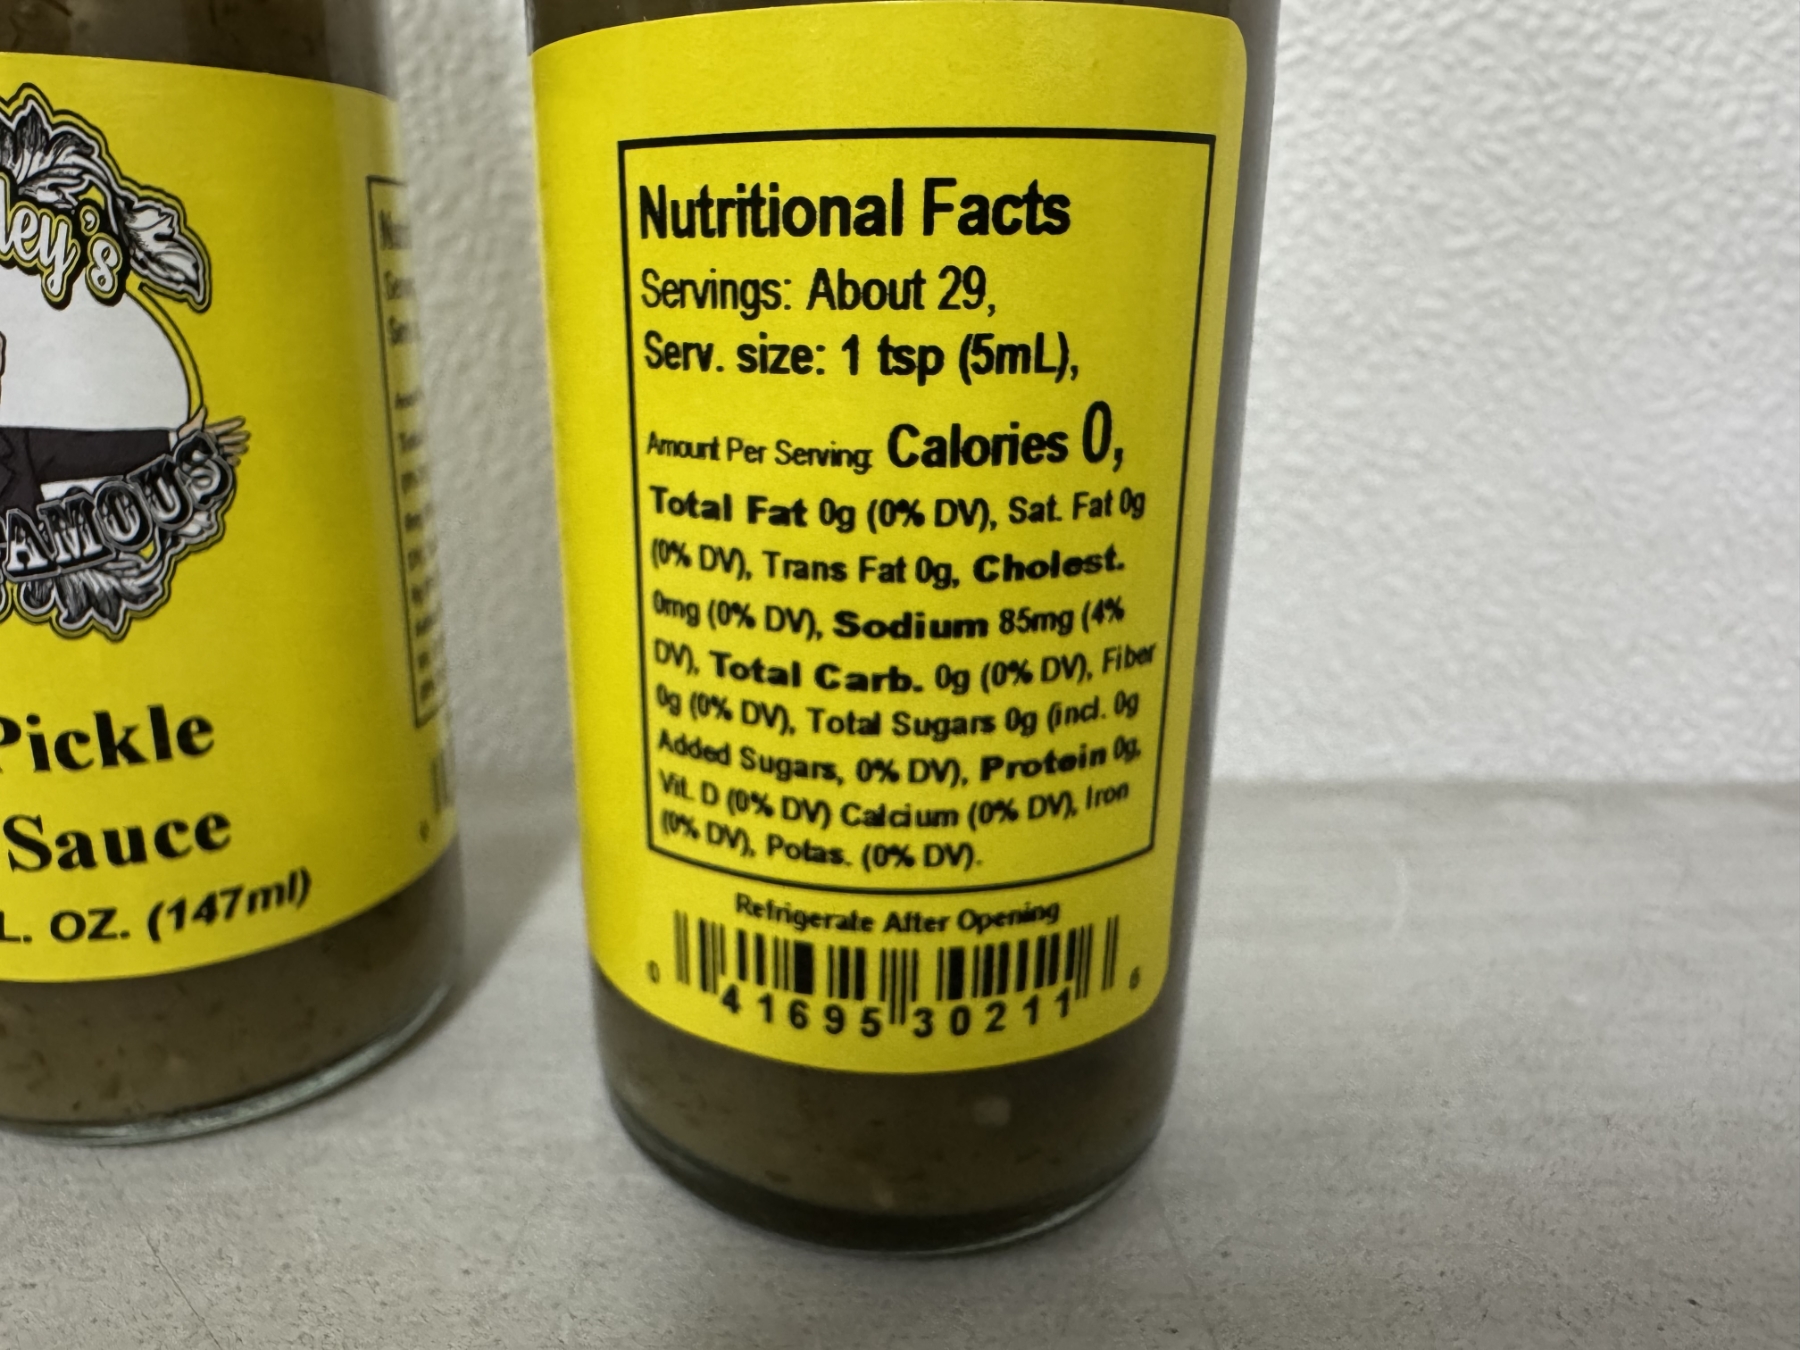 ley's
AMOUS
Pickle
Sauce
L. OZ. (147ml)
Nutritional Facts
Servings: About 29,
Serv. size: 1 tsp (5mL),
Amount Per Serving: Calories 0,
Total Fat 0g (0% DV), Sat. Fat 0g
(0% DV), Trans Fat 0g, Cholest.
0mg (0% DV), Sodium 85mg (4%
DV), Total Carb. 0g (0% DV), Fiber
0g (0% DV), Total Sugars 0g (incl. 0g
Added Sugars, 0% DV), Protein 0g,
Vit. D (0% DV) Calcium (0% DV), Iron
(0% DV), Potas. (0% DV).
Refrigerate After Opening
0 41695 30211 6